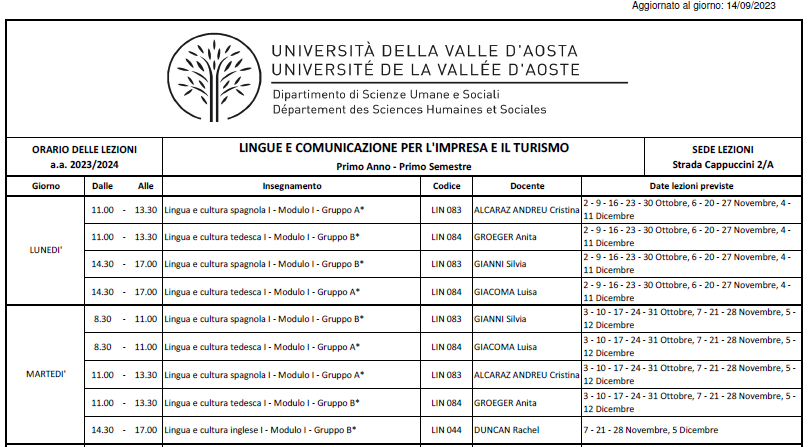 Aggiornato al giorno: 14/09/2023
UNIVERSITÀ DELLA VALLE D'AOSTA
UNIVERSITÉ DE LA VALLÉE D'AOSTE
Dipartimento di Scienze Umane e Sociali
Département des Sciences Humaines et Sociales
ORARIO DELLE LEZIONI LINGUE E COMUNICAZIONE PER L'IMPRESA E IL TURISMO SEDE LEZIONI
a.a. 2023/2024 Primo Anno - Primo Semestre Strada Cappuccini 2/A
Giorno Dalle Alle Insegnamento Codice Docente Date lezioni previste
LUNEDI'
11.00 - 13.30 Lingua e cultura spagnola I - Modulo I - Gruppo A* LIN 083 ALCARAZ ANDREU Cristina 2 - 9 - 16 - 23 - 30 Ottobre, 6 - 20 - 27 Novembre, 4 -
11 Dicembre
11.00 - 13.30 Lingua e cultura tedesca I - Modulo I - Gruppo B* LIN 084 GROEGER Anita 2 - 9 - 16 - 23 - 30 Ottobre, 6 - 20 - 27 Novembre, 4 -
11 Dicembre
14.30 - 17.00 Lingua e cultura spagnola I - Modulo I - Gruppo B* LIN 083 GIANNI Silvia 2 - 9 - 16 - 23 - 30 Ottobre, 6 - 20 - 27 Novembre, 4 -
11 Dicembre
14.30 - 17.00 Lingua e cultura tedesca I - Modulo I - Gruppo A* LIN 084 GIACOMA Luisa 2 - 9 - 16 - 23 - 30 Ottobre, 6 - 20 - 27 Novembre, 4 -
11 Dicembre
MARTEDI'
8.30 - 11.00 Lingua e cultura spagnola I - Modulo I - Gruppo B* LIN 083 GIANNI Silvia 3 - 10 - 17 - 24 - 31 Ottobre, 7 - 21 - 28 Novembre, 5 -
12 Dicembre
8.30 - 11.00 Lingua e cultura tedesca I - Modulo I - Gruppo A* LIN 084 GIACOMA Luisa 3 - 10 - 17 - 24 - 31 Ottobre, 7 - 21 - 28 Novembre, 5 -
12 Dicembre
11.00 - 13.30 Lingua e cultura spagnola I - Modulo I - Gruppo A* LIN 083 ALCARAZ ANDREU Cristina 3 - 10 - 17 - 24 - 31 Ottobre, 7 - 21 - 28 Novembre, 5 -
12 Dicembre
11.00 - 13.30 Lingua e cultura tedesca I - Modulo I - Gruppo B* LIN 084 GROEGER Anita 3 - 10 - 17 - 24 - 31 Ottobre, 7 - 21 - 28 Novembre, 5 -
12 Dicembre
14.30 - 17.00 Lingua e cultura inglese I - Modulo I - Gruppo B* LIN 044 DUNCAN Rachel 7 - 21 - 28 Novembre, 5 Dicembre